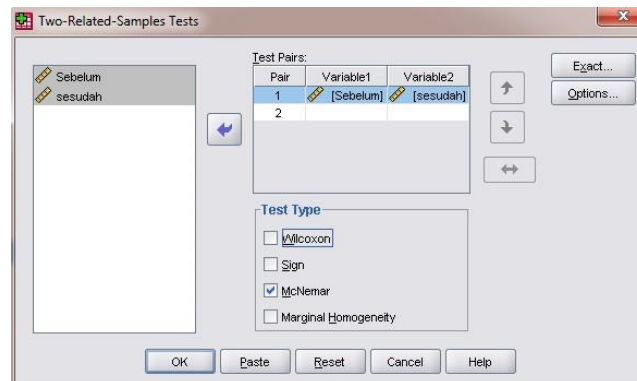 Two-Related-Samples Tests
Sebelum
sesudah
Test Pairs:
Pair Variable1 Variable2
1 [Sebelum] [sesudah]
2
Exact...
Options...
Test Type
Wilcoxon
Sign
McNemar
Marginal Homogeneity
OK Paste Reset Cancel Help